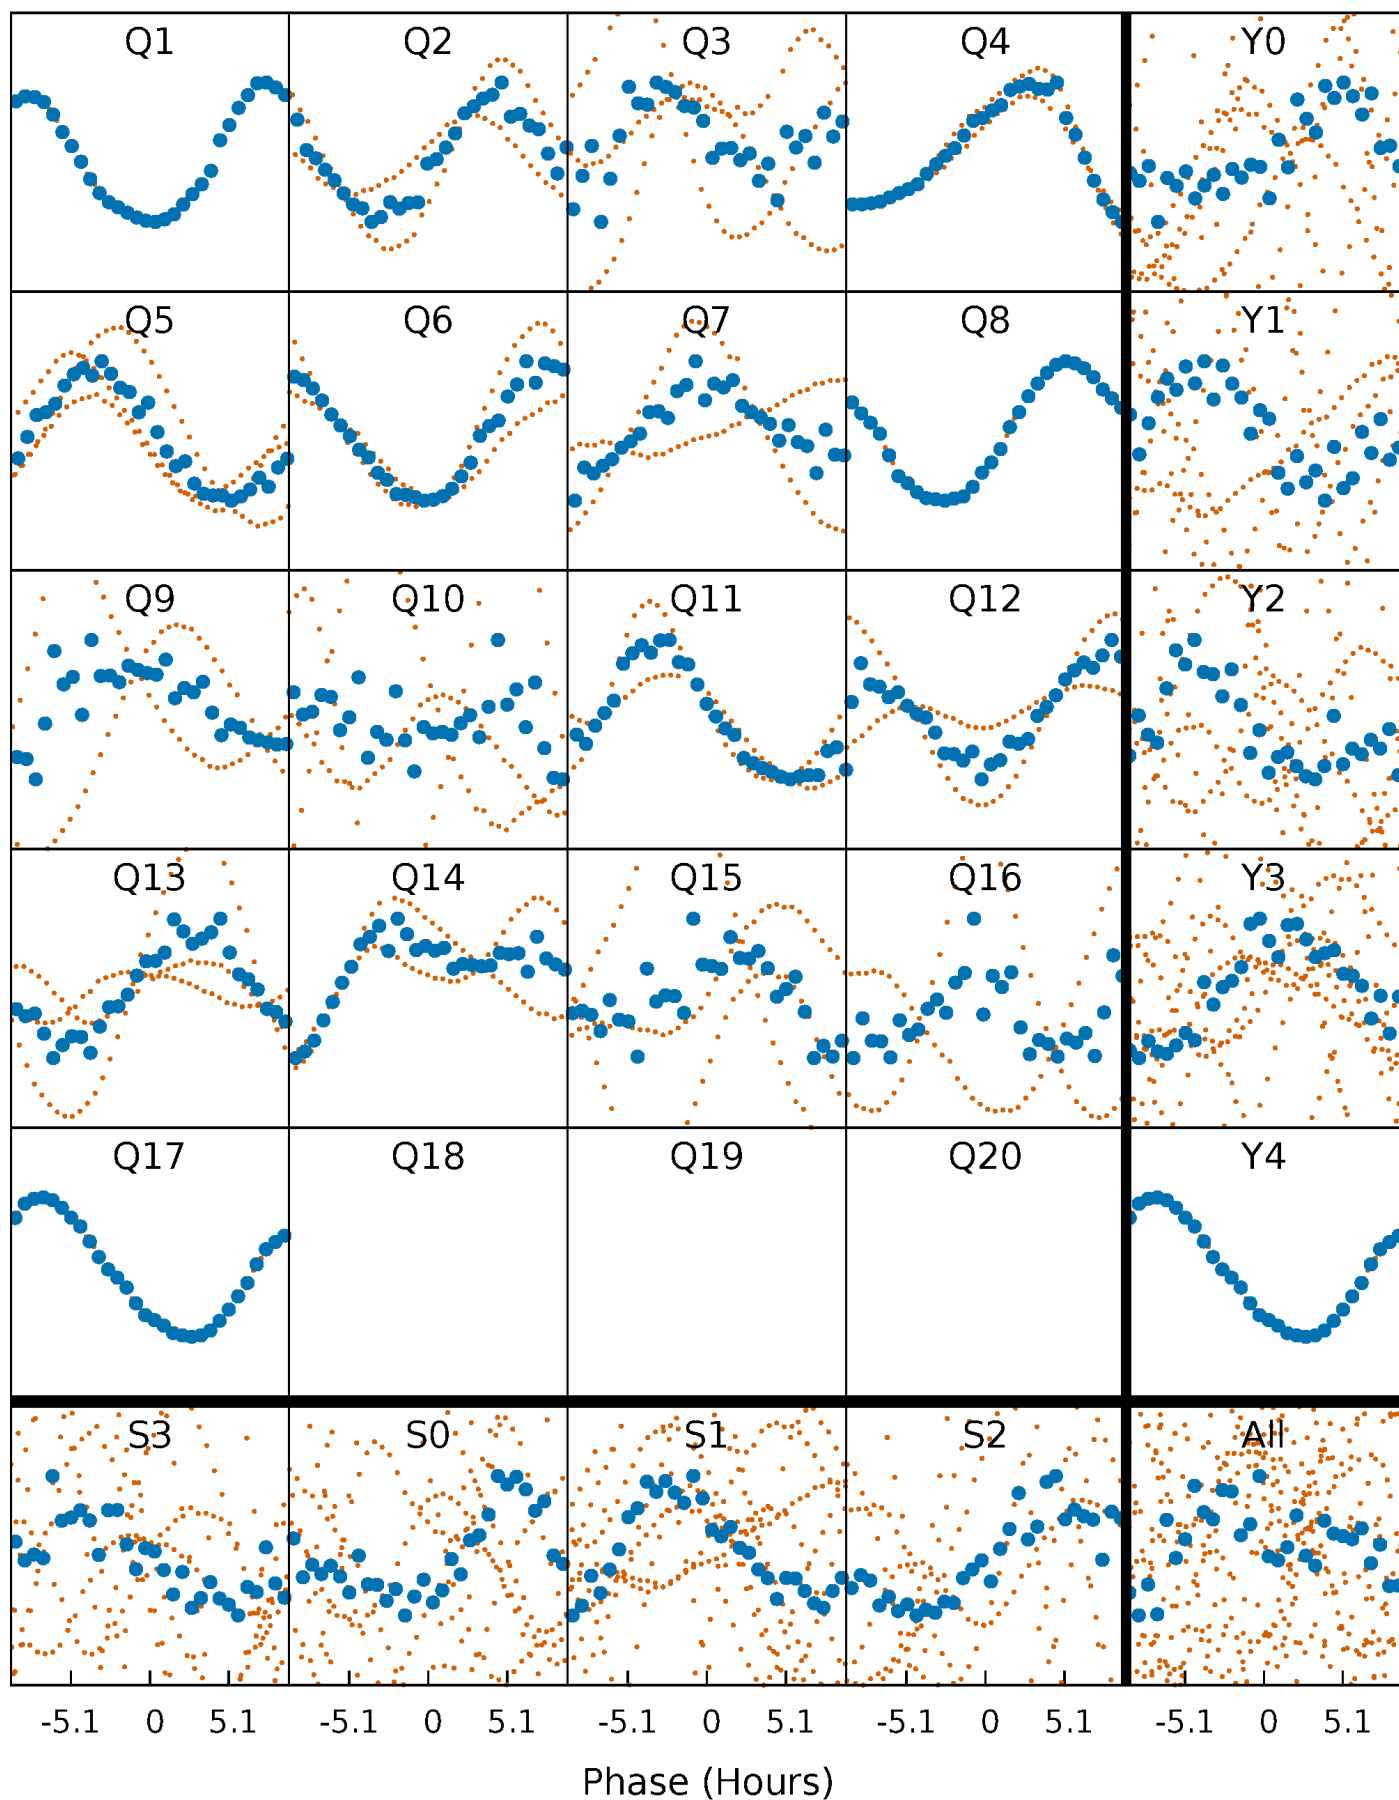 Q1 Q2 Q3 Q4 Y0
Q5 Q6 Q7 Q8 Y1
Q9 Q10 Q11 Q12 Y2
Q13 Q14 Q15 Q16 Y3
Q17 Q18 Q19 Q20 Y4
S3 S0 S1 S2 All
-5.1 0 5.1 -5.1 0 5.1 -5.1 0 5.1 -5.1 0 5.1 -5.1 0 5.1
Phase (Hours)